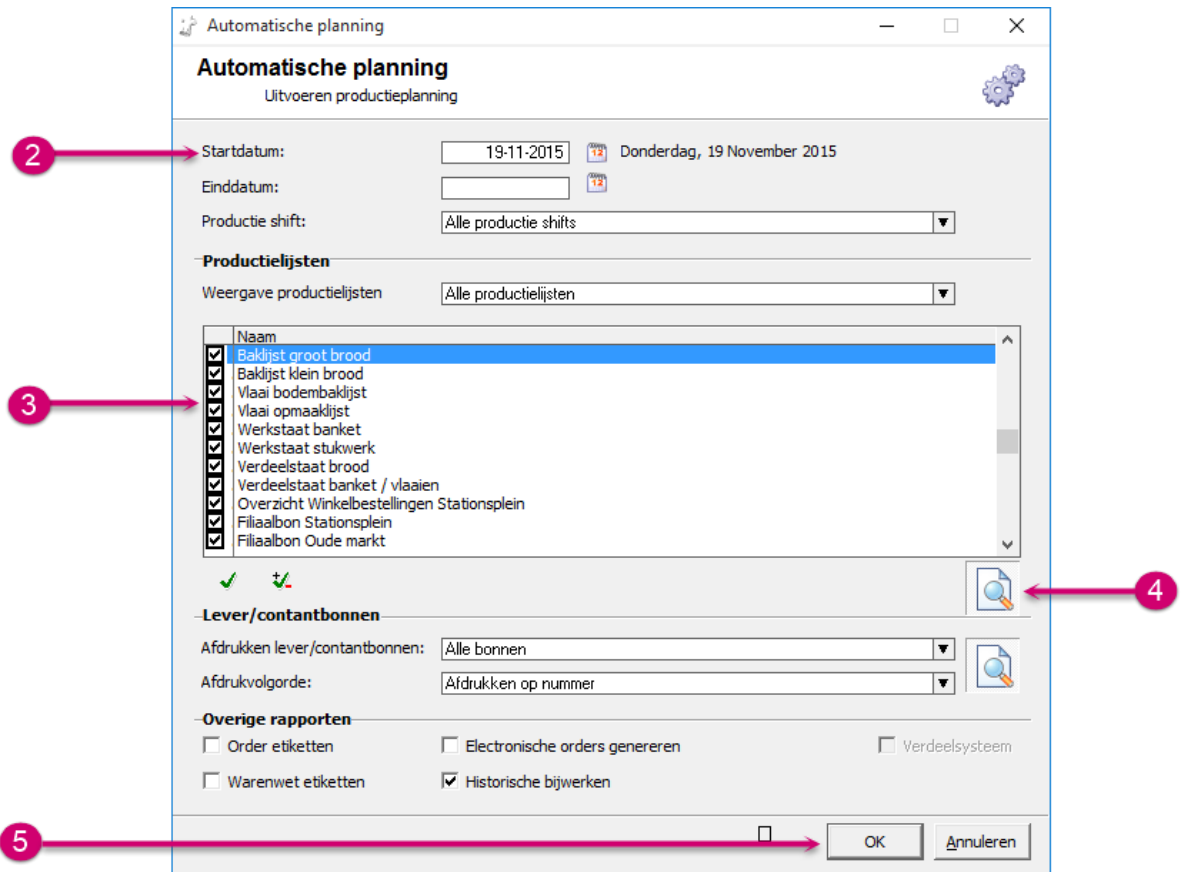 Automatische planning
Automatische planning
Uitvoeren productieplanning
2
Startdatum: 19-11-2015 12 Donderdag, 19 November 2015
Einddatum: 12
Productie shift: Alle productie shifts
Productielijsten
Weergave productielijsten Alle productielijsten
Naam
Baklijst groot brood
Baklijst klein brood
Vlaai bodembaklijst
3
Vlaai opmaaklijst
Werkstaat banket
Werkstaat stukwerk
Verdeelstaat brood
Verdeelstaat banket / vlaaien
Overzicht Winkelbestellingen Stationsplein
Filiaalbon Stationsplein
Filiaalbon Oude markt
4
Lever/contantbonnen
Afdrukken lever/contantbonnen: Alle bonnen
Afdrukvolgorde: Afdrukken op nummer
Overige rapporten
Order etiketten Electronische orders genereren Verdeelsysteem
Warenwet etiketten Historische bijwerken
5
OK Annuleren